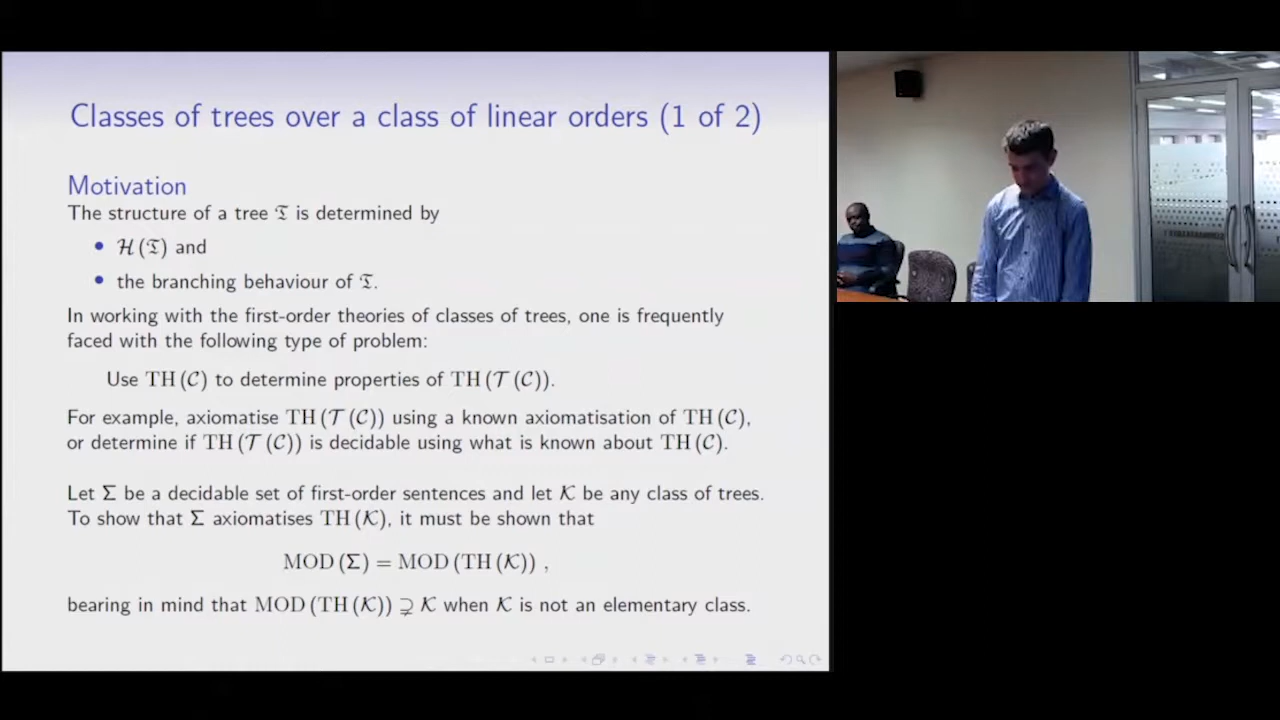 Classes of trees over a class of linear orders (1 of 2)
Motivation
The structure of a tree 𝔗 is determined by
• ℋ(𝔗) and
• the branching behaviour of 𝔗.
In working with the first-order theories of classes of trees, one is frequently
faced with the following type of problem:
Use TH(𝒞) to determine properties of TH(𝒯(𝒞)).
For example, axiomatise TH(𝒯(𝒞)) using a known axiomatisation of TH(𝒞),
or determine if TH(𝒯(𝒞)) is decidable using what is known about TH(𝒞).
Let Σ be a decidable set of first-order sentences and let 𝒦 be any class of trees.
To show that Σ axiomatises TH(𝒦), it must be shown that
MOD(Σ) = MOD(TH(𝒦)) ,
bearing in mind that MOD(TH(𝒦)) ⊋ 𝒦 when 𝒦 is not an elementary class.